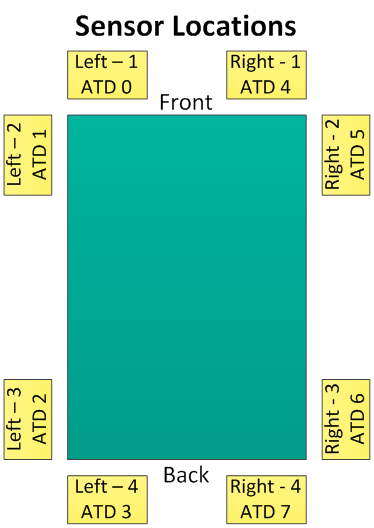 Sensor Locations
Left – 1
ATD 0
Right - 1
ATD 4
Front
Left – 2
ATD 1
Right - 2
ATD 5
Left – 3
ATD 2
Right - 3
ATD 6
Back
Left – 4
ATD 3
Right - 4
ATD 7